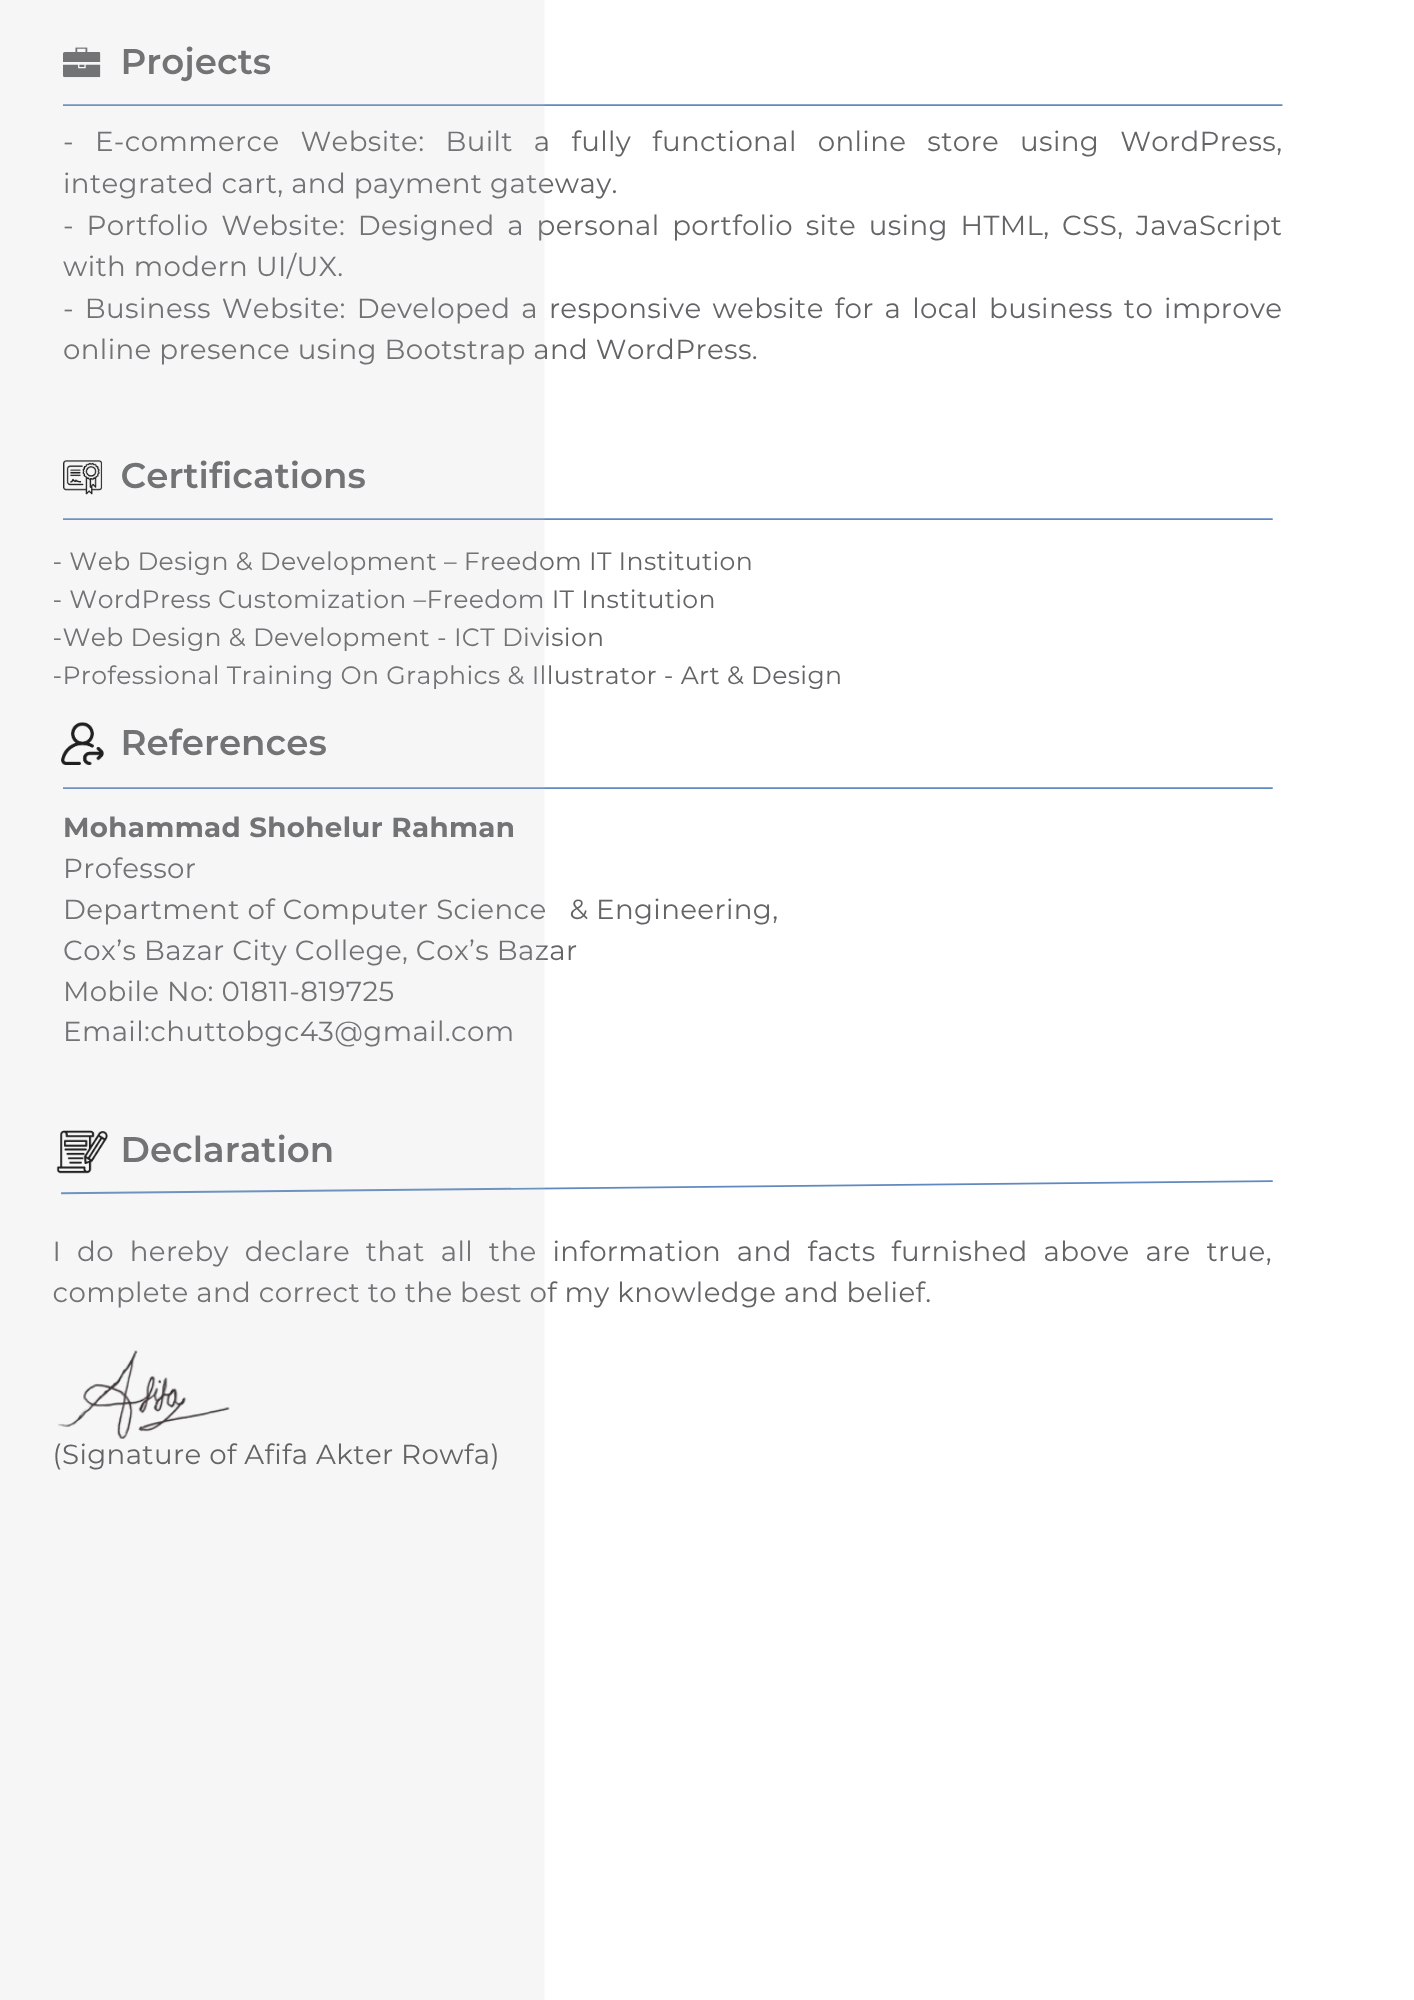 Projects
- E-commerce Website: Built a fully functional online store using WordPress,
integrated cart, and payment gateway.
- Portfolio Website: Designed a personal portfolio site using HTML, CSS, JavaScript
with modern UI/UX.
- Business Website: Developed a responsive website for a local business to improve
online presence using Bootstrap and WordPress.
Certifications
- Web Design & Development – Freedom IT Institution
- WordPress Customization –Freedom IT Institution
-Web Design & Development - ICT Division
-Professional Training On Graphics & Illustrator - Art & Design
References
Mohammad Shohelur Rahman
Professor
Department of Computer Science & Engineering,
Cox’s Bazar City College, Cox’s Bazar
Mobile No: 01811-819725
Email:chuttobgc43@gmail.com
Declaration
I do hereby declare that all the information and facts furnished above are true,
complete and correct to the best of my knowledge and belief.
Afifa
(Signature of Afifa Akter Rowfa)